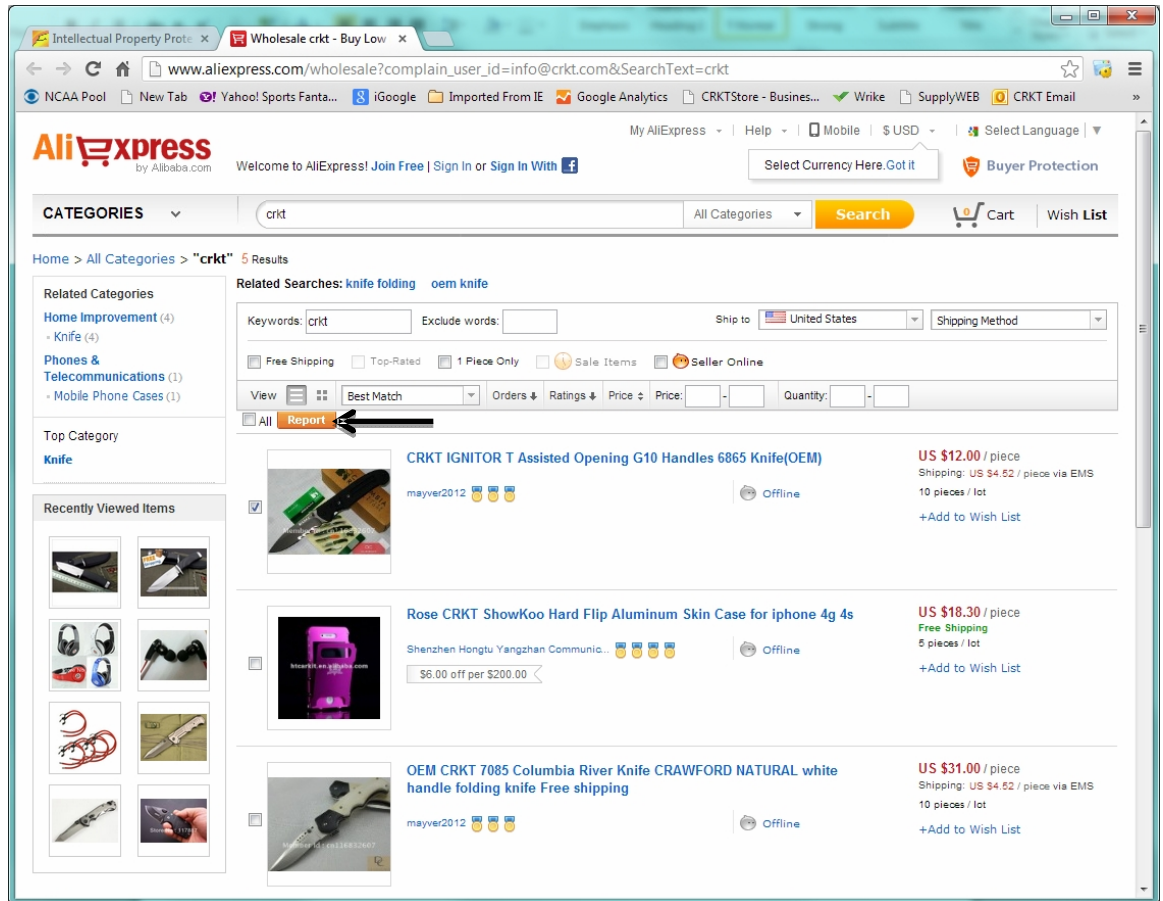 Intellectual Property Prote ×
Wholesale crkt - Buy Low ×
www.aliexpress.com/wholesale?complain_user_id=info@crkt.com&SearchText=crkt
NCAA Pool New Tab Yahoo! Sports Fanta... iGoogle Imported From IE Google Analytics CRKTStore - Busines... Wrike SupplyWEB CRKT Email »
My AliExpress Help Mobile $ USD Select Language
AliExpress
by Alibaba.com
Welcome to AliExpress! Join Free | Sign In or Sign In With f
Select Currency Here. Got it
Buyer Protection
CATEGORIES crkt All Categories Search 0 Cart Wish List
Home > All Categories > "crkt" 5 Results
Related Categories
Home Improvement (4)
Knife (4)
Phones &
Telecommunications (1)
Mobile Phone Cases (1)
Top Category
Knife
Recently Viewed Items
Related Searches: knife folding oem knife
Keywords: crkt Exclude words: Ship to United States Shipping Method
Free Shipping Top-Rated 1 Piece Only Sale Items Seller Online
View Best Match Orders Ratings Price Price: - Quantity: -
All Report
CRKT IGNITOR T Assisted Opening G10 Handles 6865 Knife(OEM)
mayver2012
Offline
US $12.00 / piece
Shipping: US $4.52 / piece via EMS
10 pieces / lot
+Add to Wish List
Rose CRKT ShowKoo Hard Flip Aluminum Skin Case for iphone 4g 4s
Shenzhen Hongtu Yangzhan Communic...
$6.00 off per $200.00
Offline
US $18.30 / piece
Free Shipping
5 pieces / lot
+Add to Wish List
OEM CRKT 7085 Columbia River Knife CRAWFORD NATURAL white
handle folding knife Free shipping
mayver2012
Offline
US $31.00 / piece
Shipping: US $4.52 / piece via EMS
10 pieces / lot
+Add to Wish List